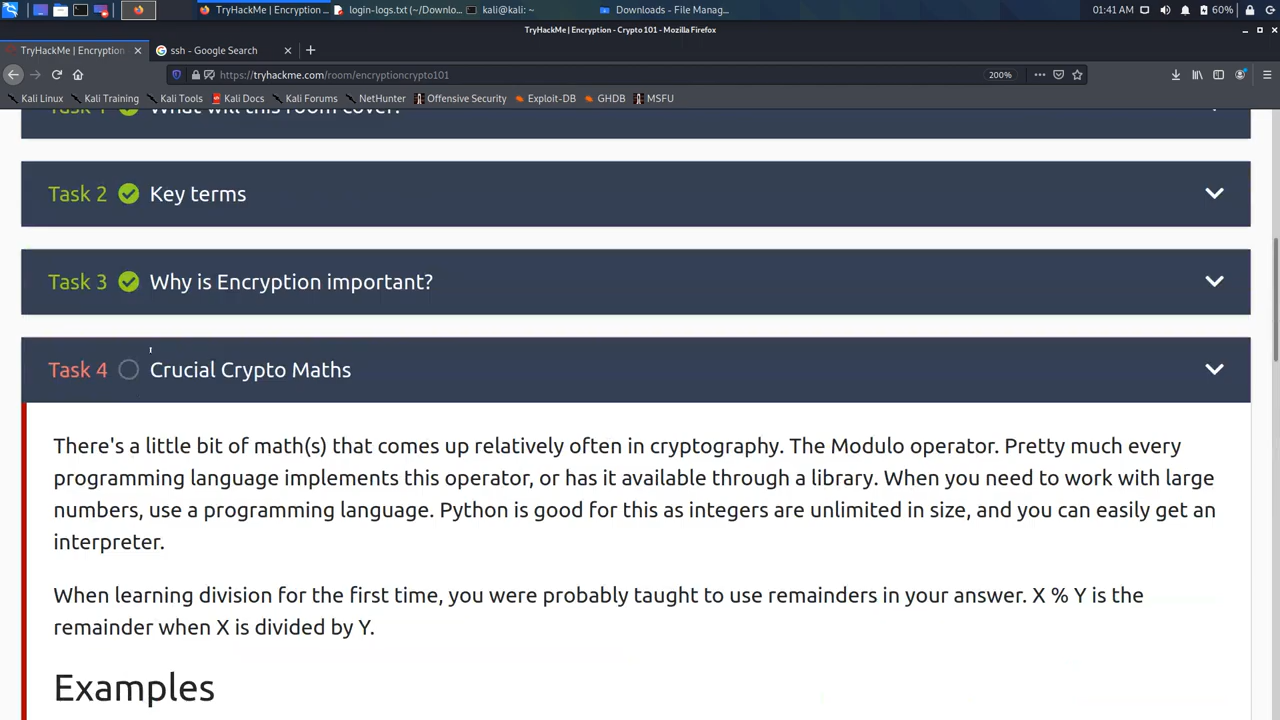 TryHackMe | Encryption ...
login-logs.txt (~/Downlo...
kali@kali: ~
Downloads - File Manag...
01:41 AM
60%
TryHackMe | Encryption - Crypto 101 - Mozilla Firefox
TryHackMe | Encryption
ssh - Google Search
https://tryhackme.com/room/encryptioncrypto101
200%
Kali Linux
Kali Training
Kali Tools
Kali Docs
Kali Forums
NetHunter
Offensive Security
Exploit-DB
GHDB
MSFU
Task 1 What will this room cover?
Task 2 Key terms
Task 3 Why is Encryption important?
Task 4 Crucial Crypto Maths
There's a little bit of math(s) that comes up relatively often in cryptography. The Modulo operator. Pretty much every
programming language implements this operator, or has it available through a library. When you need to work with large
numbers, use a programming language. Python is good for this as integers are unlimited in size, and you can easily get an
interpreter.
When learning division for the first time, you were probably taught to use remainders in your answer. X % Y is the
remainder when X is divided by Y.
Examples